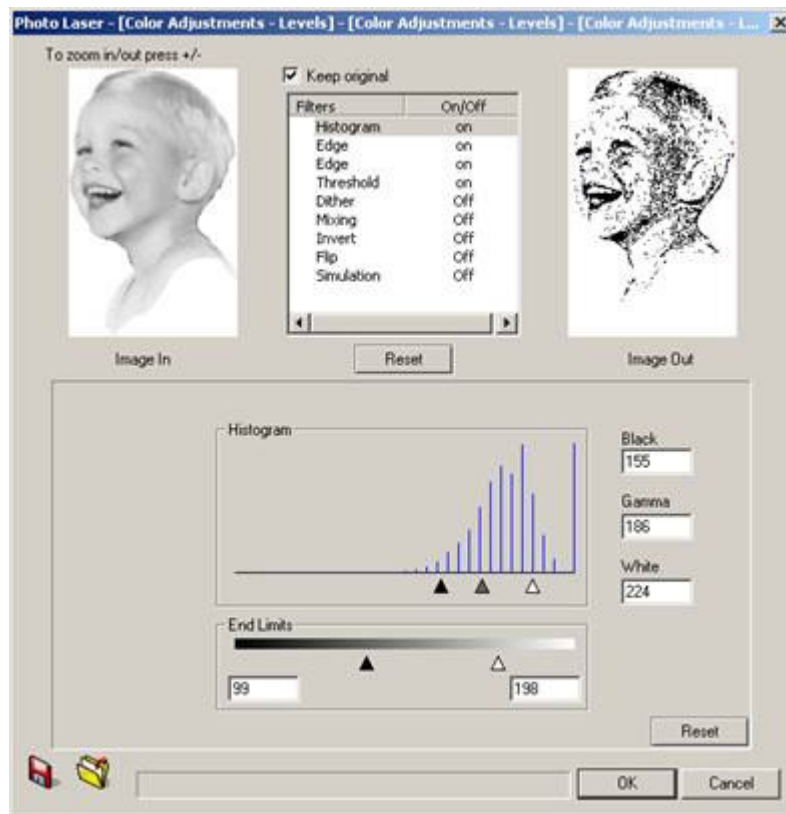 Photo Laser - [Color Adjustments - Levels] - [Color Adjustments - Levels] - [Color Adjustments - L...
To zoom in/out press +/-
Keep original
Filters On/Off
Histogram on
Edge on
Edge on
Threshold on
Dither Off
Mixing Off
Invert Off
Flip Off
Simulation Off
Image In
Reset
Image Out
Histogram
Black
155
Gamma
186
White
224
End Limits
99
198
Reset
OK
Cancel